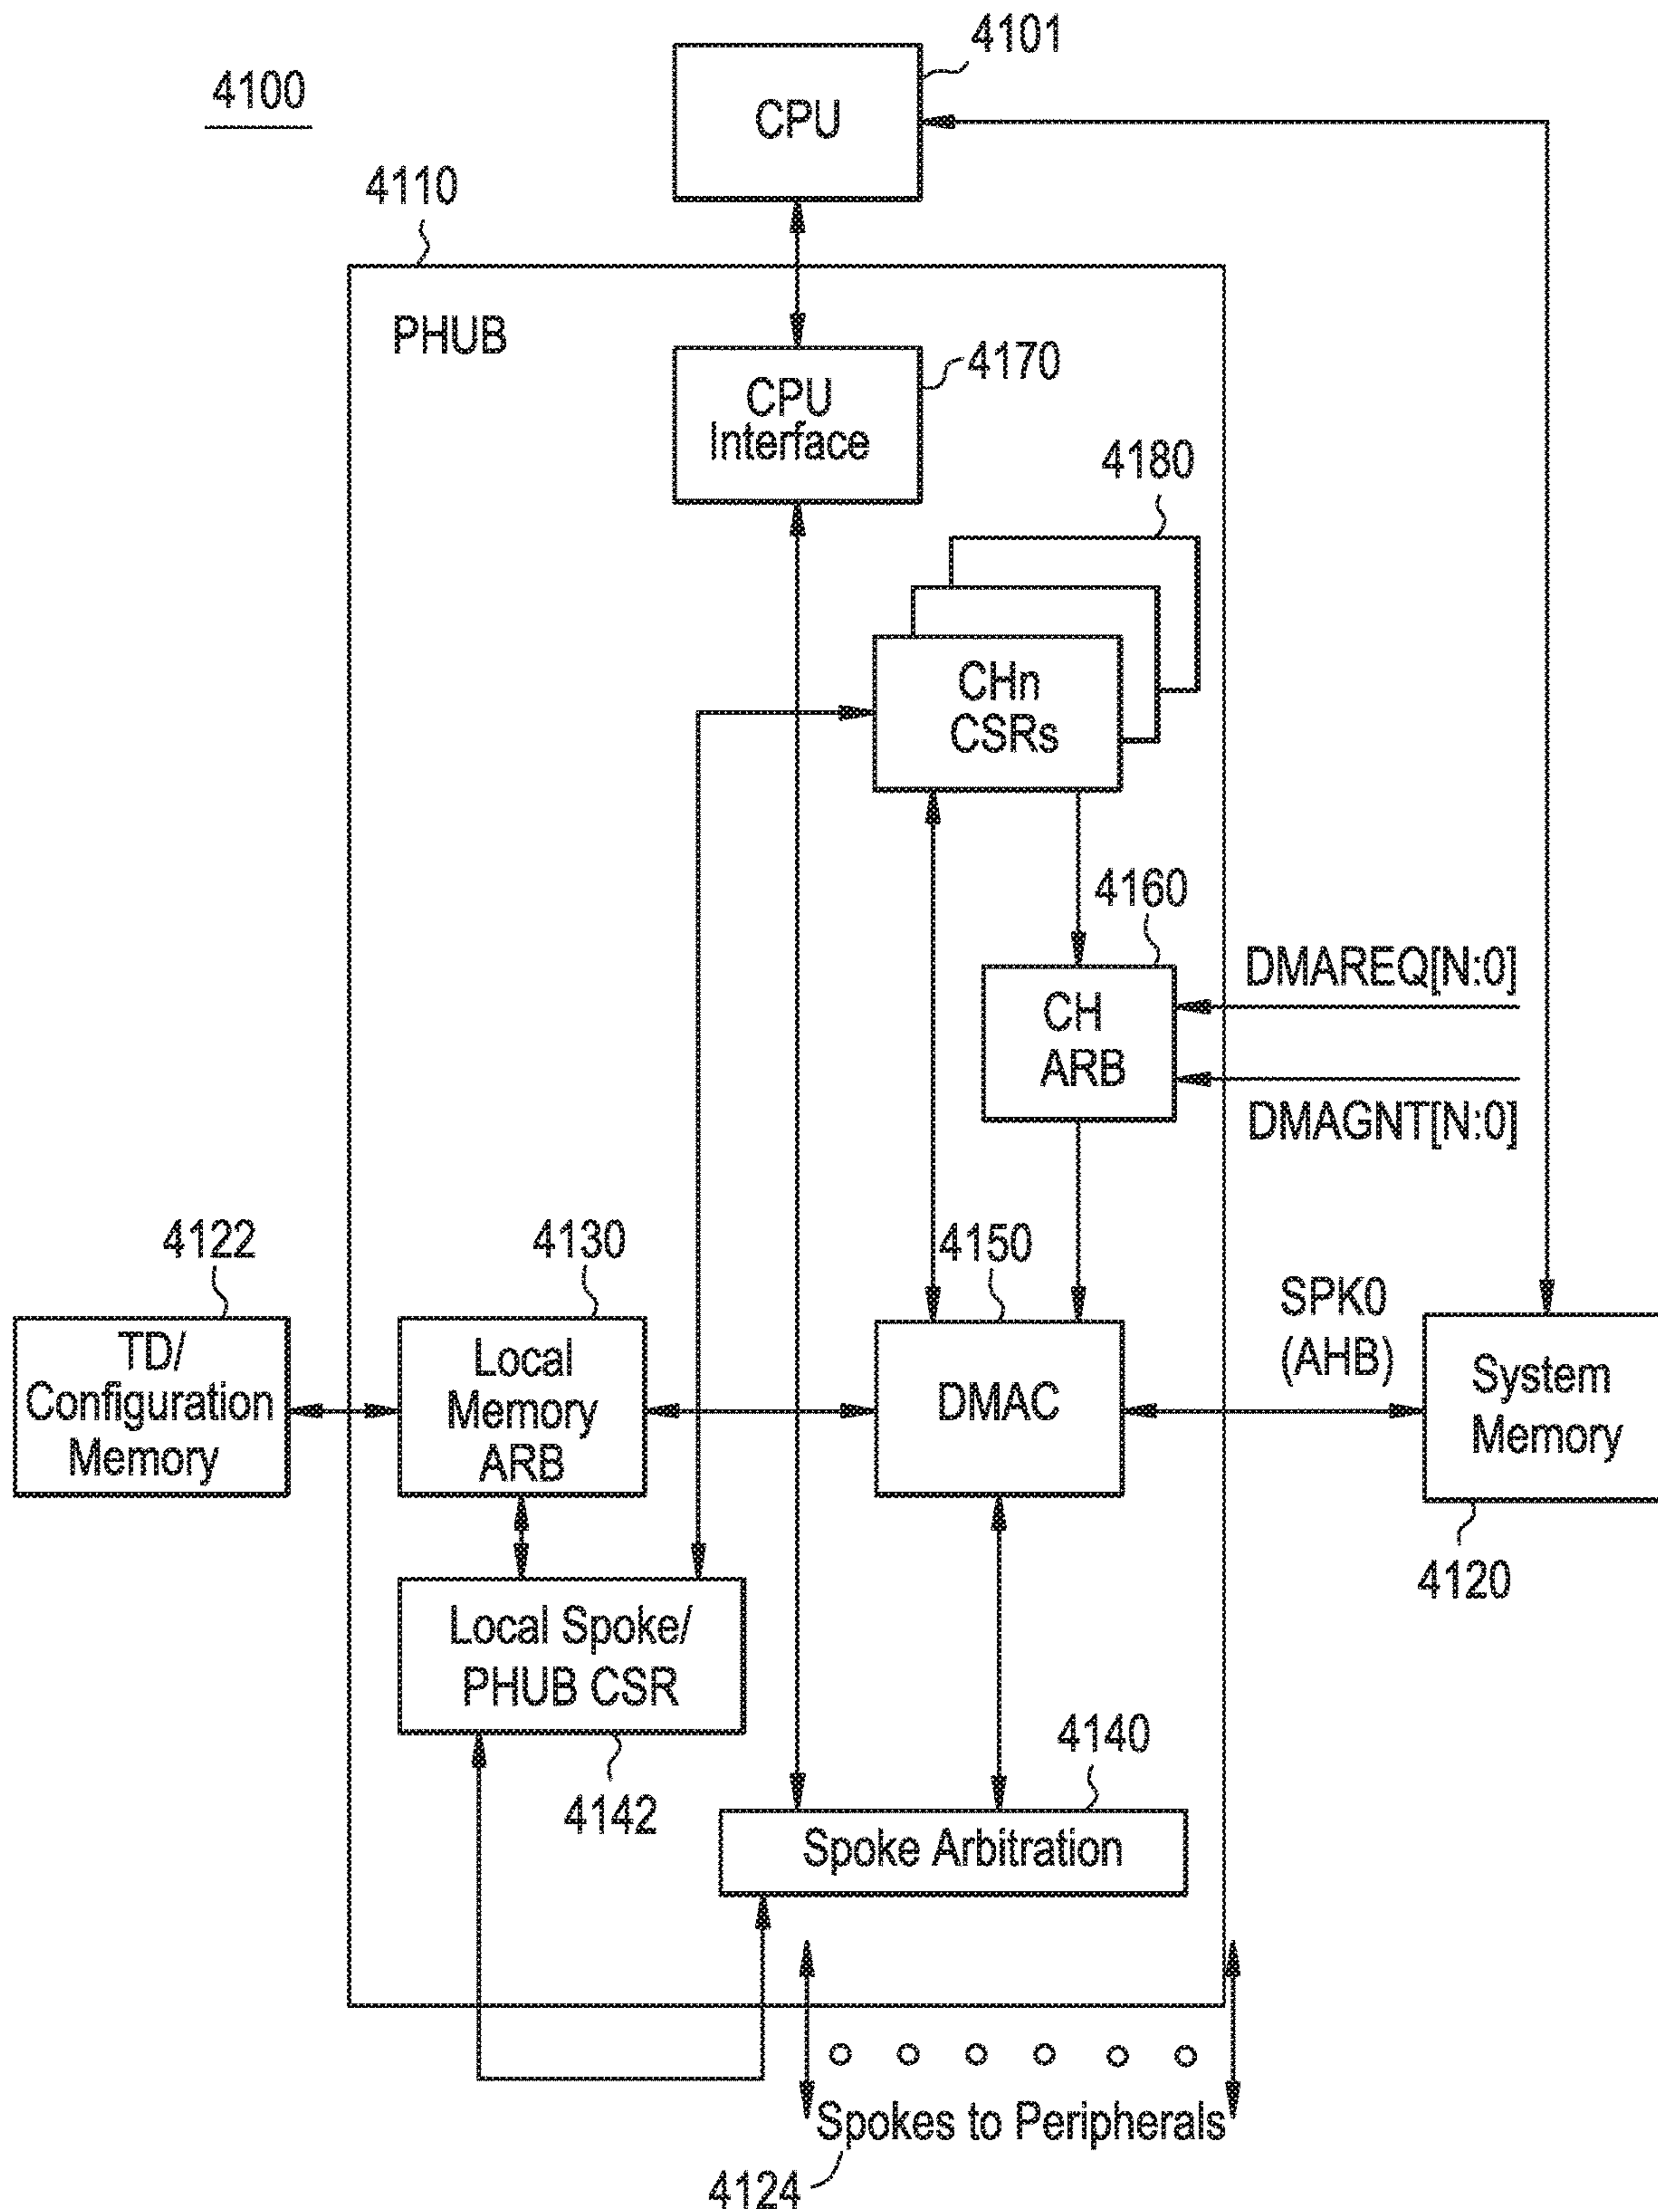 4101
4100
CPU
4110
PHUB
4170
CPU
Interface
4180
CHn
CSRs
4160
DMAREQ[N:0]
CH
ARB
DMAGNT[N:0]
4122
4130
4150
SPK0
(AHB)
TD/
Configuration
Memory
Local
Memory
ARB
DMAC
System
Memory
4120
Local Spoke/
PHUB CSR
4140
4142
Spoke Arbitration
Spokes to Peripherals
4124